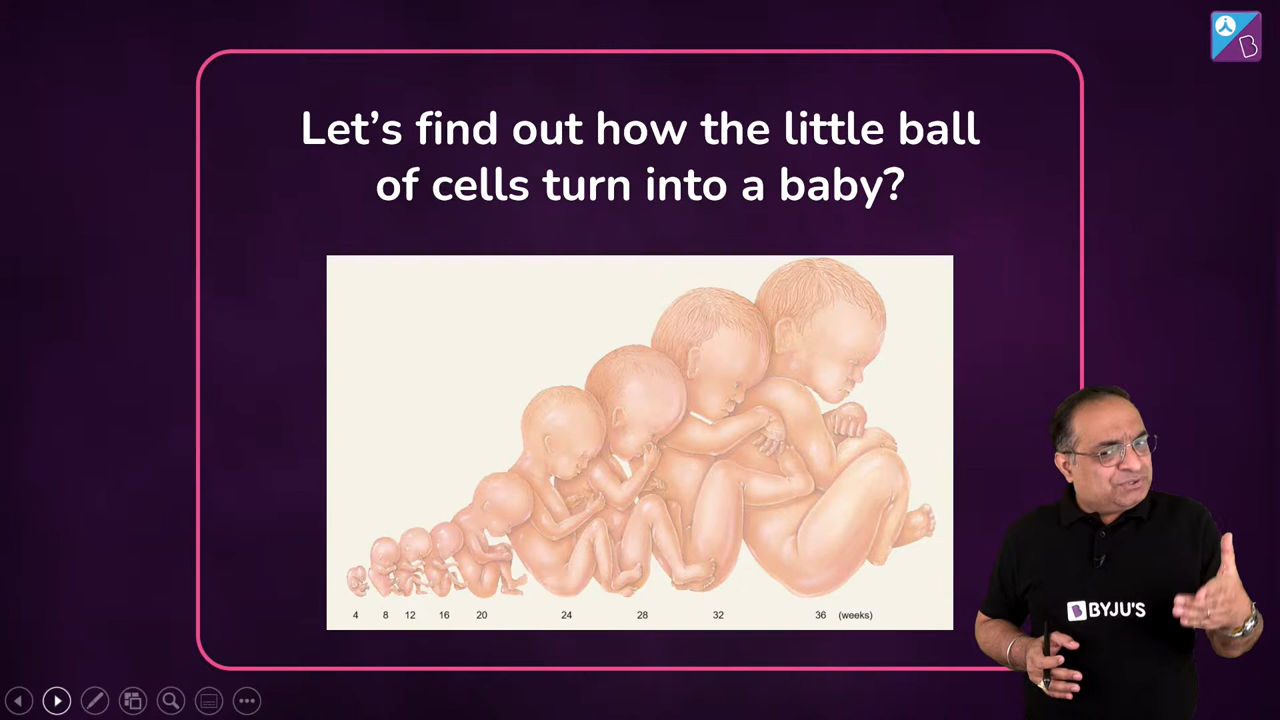 Let's find out how the little ball
of cells turn into a baby?
4 8 12 16 20 24 28 32 36 (weeks)
B BYJU'S
B